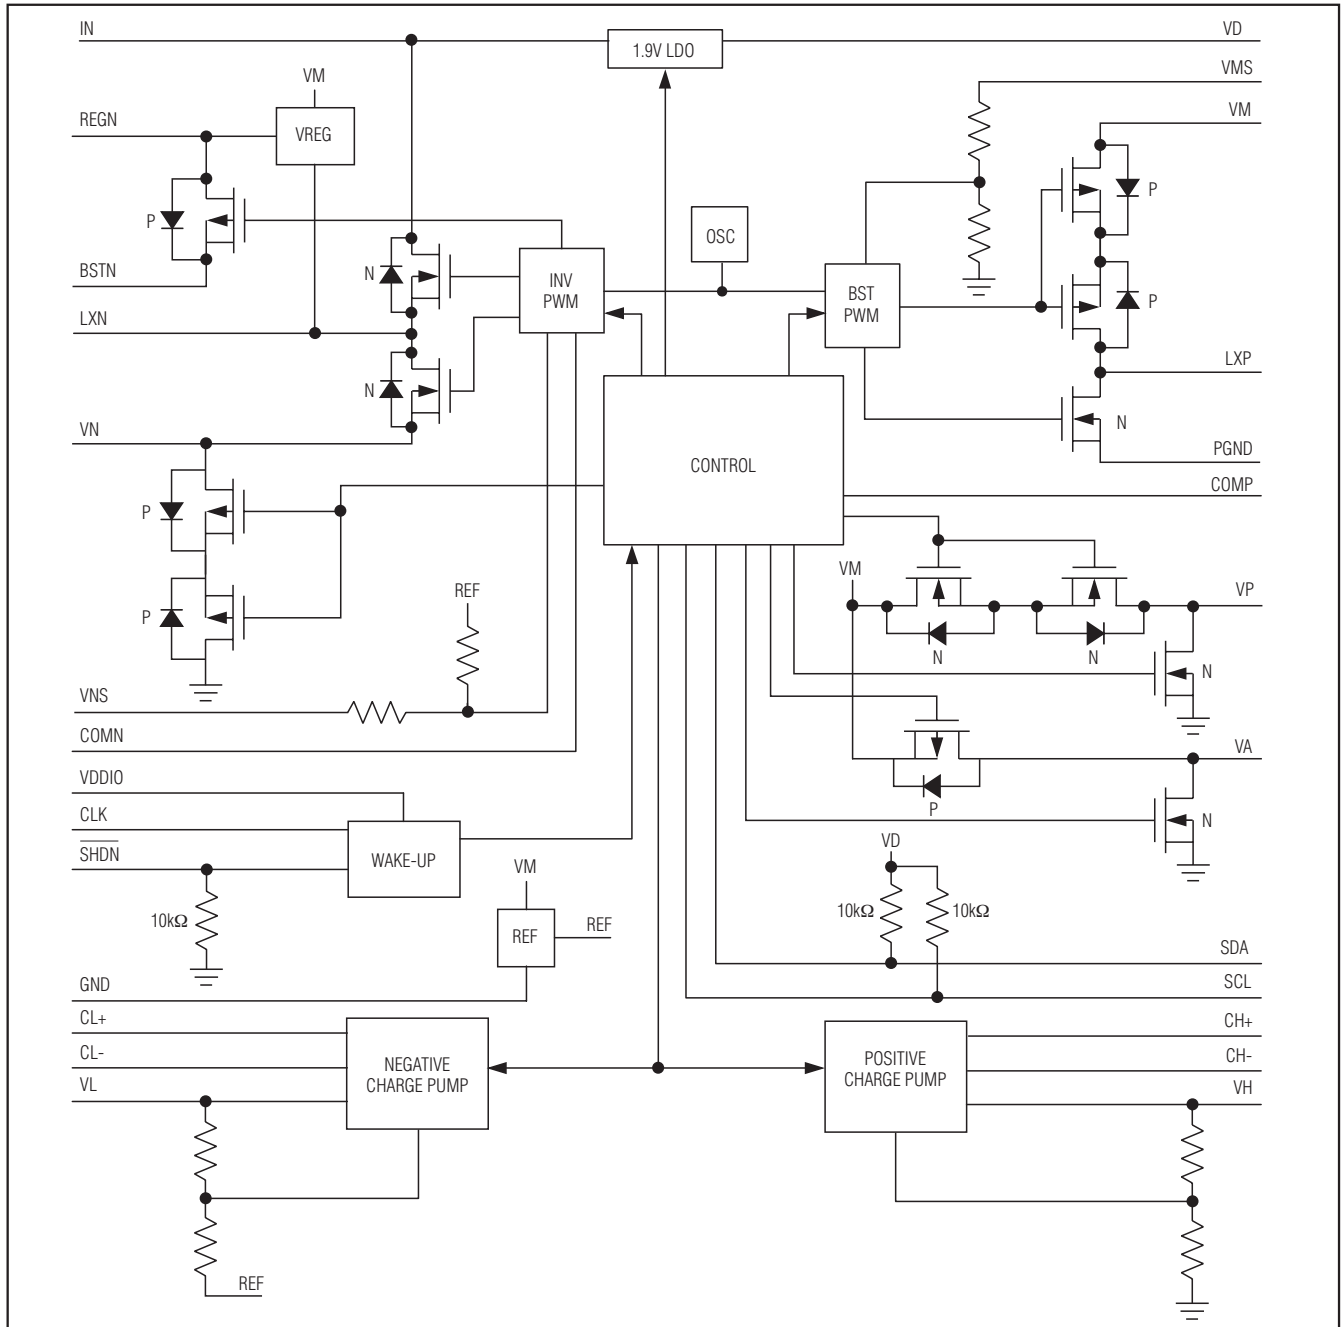 IN
1.9V LDO
VD
VMS
VM
VM
REGN
VREG
P
P
OSC
BSTN
N
INV
PWM
BST
PWM
P
LXN
LXP
N
N
VN
CONTROL
PGND
COMP
P
VM
REF
VP
P
N
N
N
VNS
COMN
VA
VDDIO
P
CLK
N
SHDN
WAKE-UP
VM
VD
10kΩ
10kΩ
10kΩ
REF
REF
SDA
GND
SCL
CL+
CH+
CL-
NEGATIVE
CHARGE PUMP
POSITIVE
CHARGE PUMP
CH-
VL
VH
REF